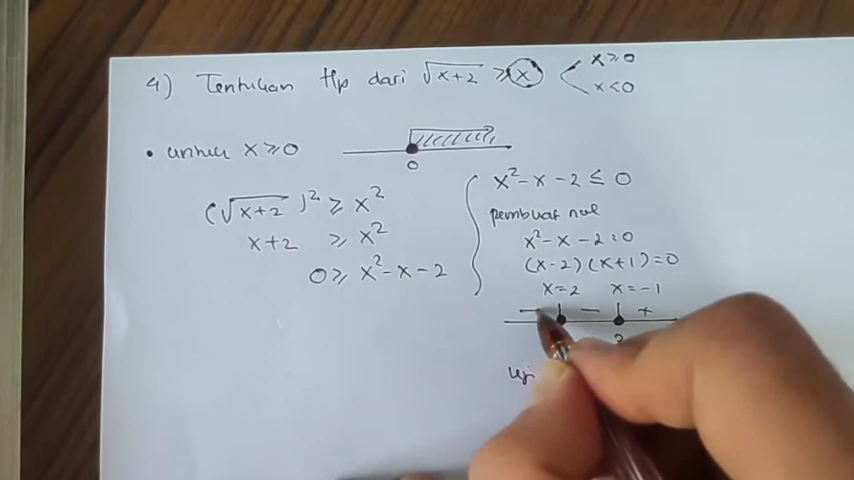 4) Tentukan Hp dari √x+2 ≥ x x≥0
x<0
• untuk x≥0
0
(√x+2)² ≥ x²
x+2 ≥ x²
0 ≥ x²-x-2
x²-x-2 ≤ 0
pembuat nol
x²-x-2=0
(x-2)(x+1)=0
x=2 x=-1
— — +
2
uji